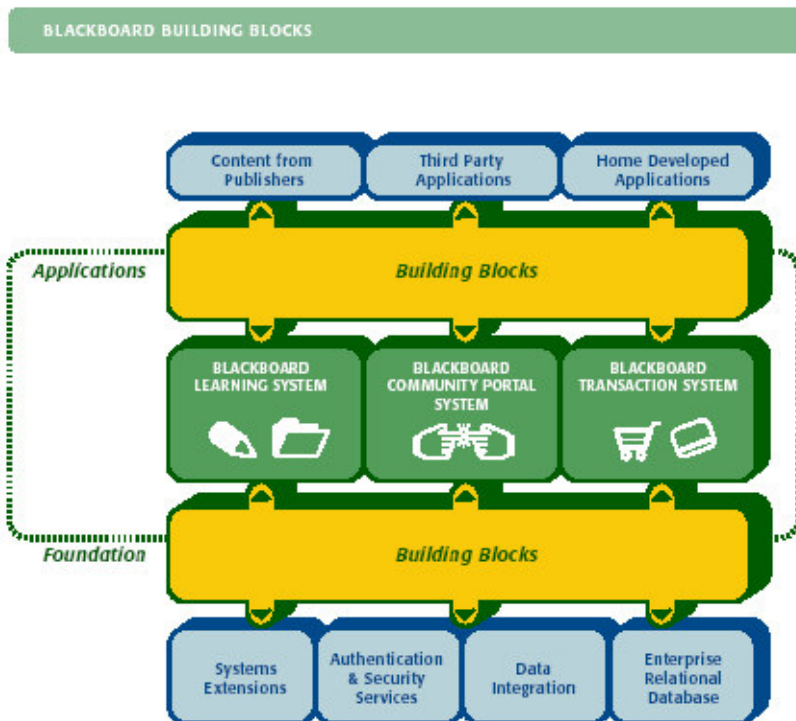 BLACKBOARD BUILDING BLOCKS
Content from
Publishers
Third Party
Applications
Home Developed
Applications
Applications
Building Blocks
BLACKBOARD
LEARNING SYSTEM
BLACKBOARD
COMMUNITY PORTAL
SYSTEM
BLACKBOARD
TRANSACTION SYSTEM
Foundation
Building Blocks
Systems
Extensions
Authentication
& Security
Services
Data
Integration
Enterprise
Relational
Database